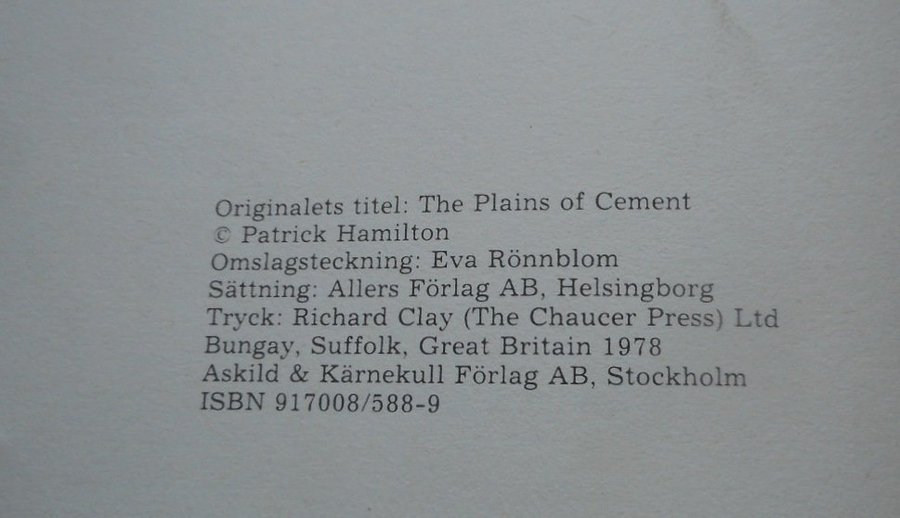 Originalets titel: The Plains of Cement
© Patrick Hamilton
Omslagsteckning: Eva Rönnblom
Sättning: Allers Förlag AB, Helsingborg
Tryck: Richard Clay (The Chaucer Press) Ltd
Bungay, Suffolk, Great Britain 1978
Askild & Kärnekull Förlag AB, Stockholm
ISBN 917008/588-9